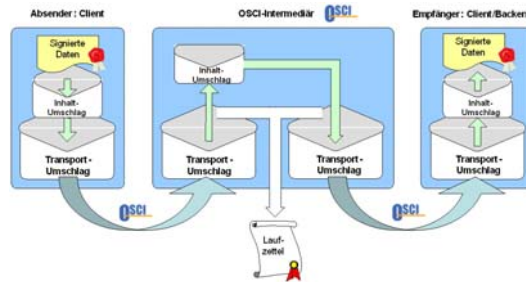 Absender: Client
OSCI-Intermediär
OSCI
Empfänger: Client/Backend
Signierte
Daten
Inhalt-
Umschlag
Transport-
Umschlag
Inhalt-
Umschlag
Transport-
Umschlag
Transport-
Umschlag
Signierte
Daten
Inhalt-
Umschlag
Transport-
Umschlag
OSCI
OSCI
Lauf-
zettel